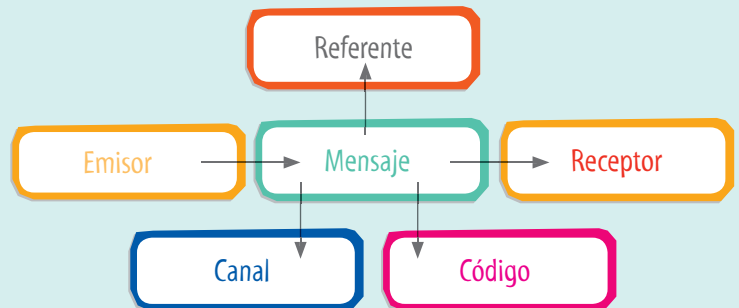 Referente
Emisor
Mensaje
Receptor
Canal
Código